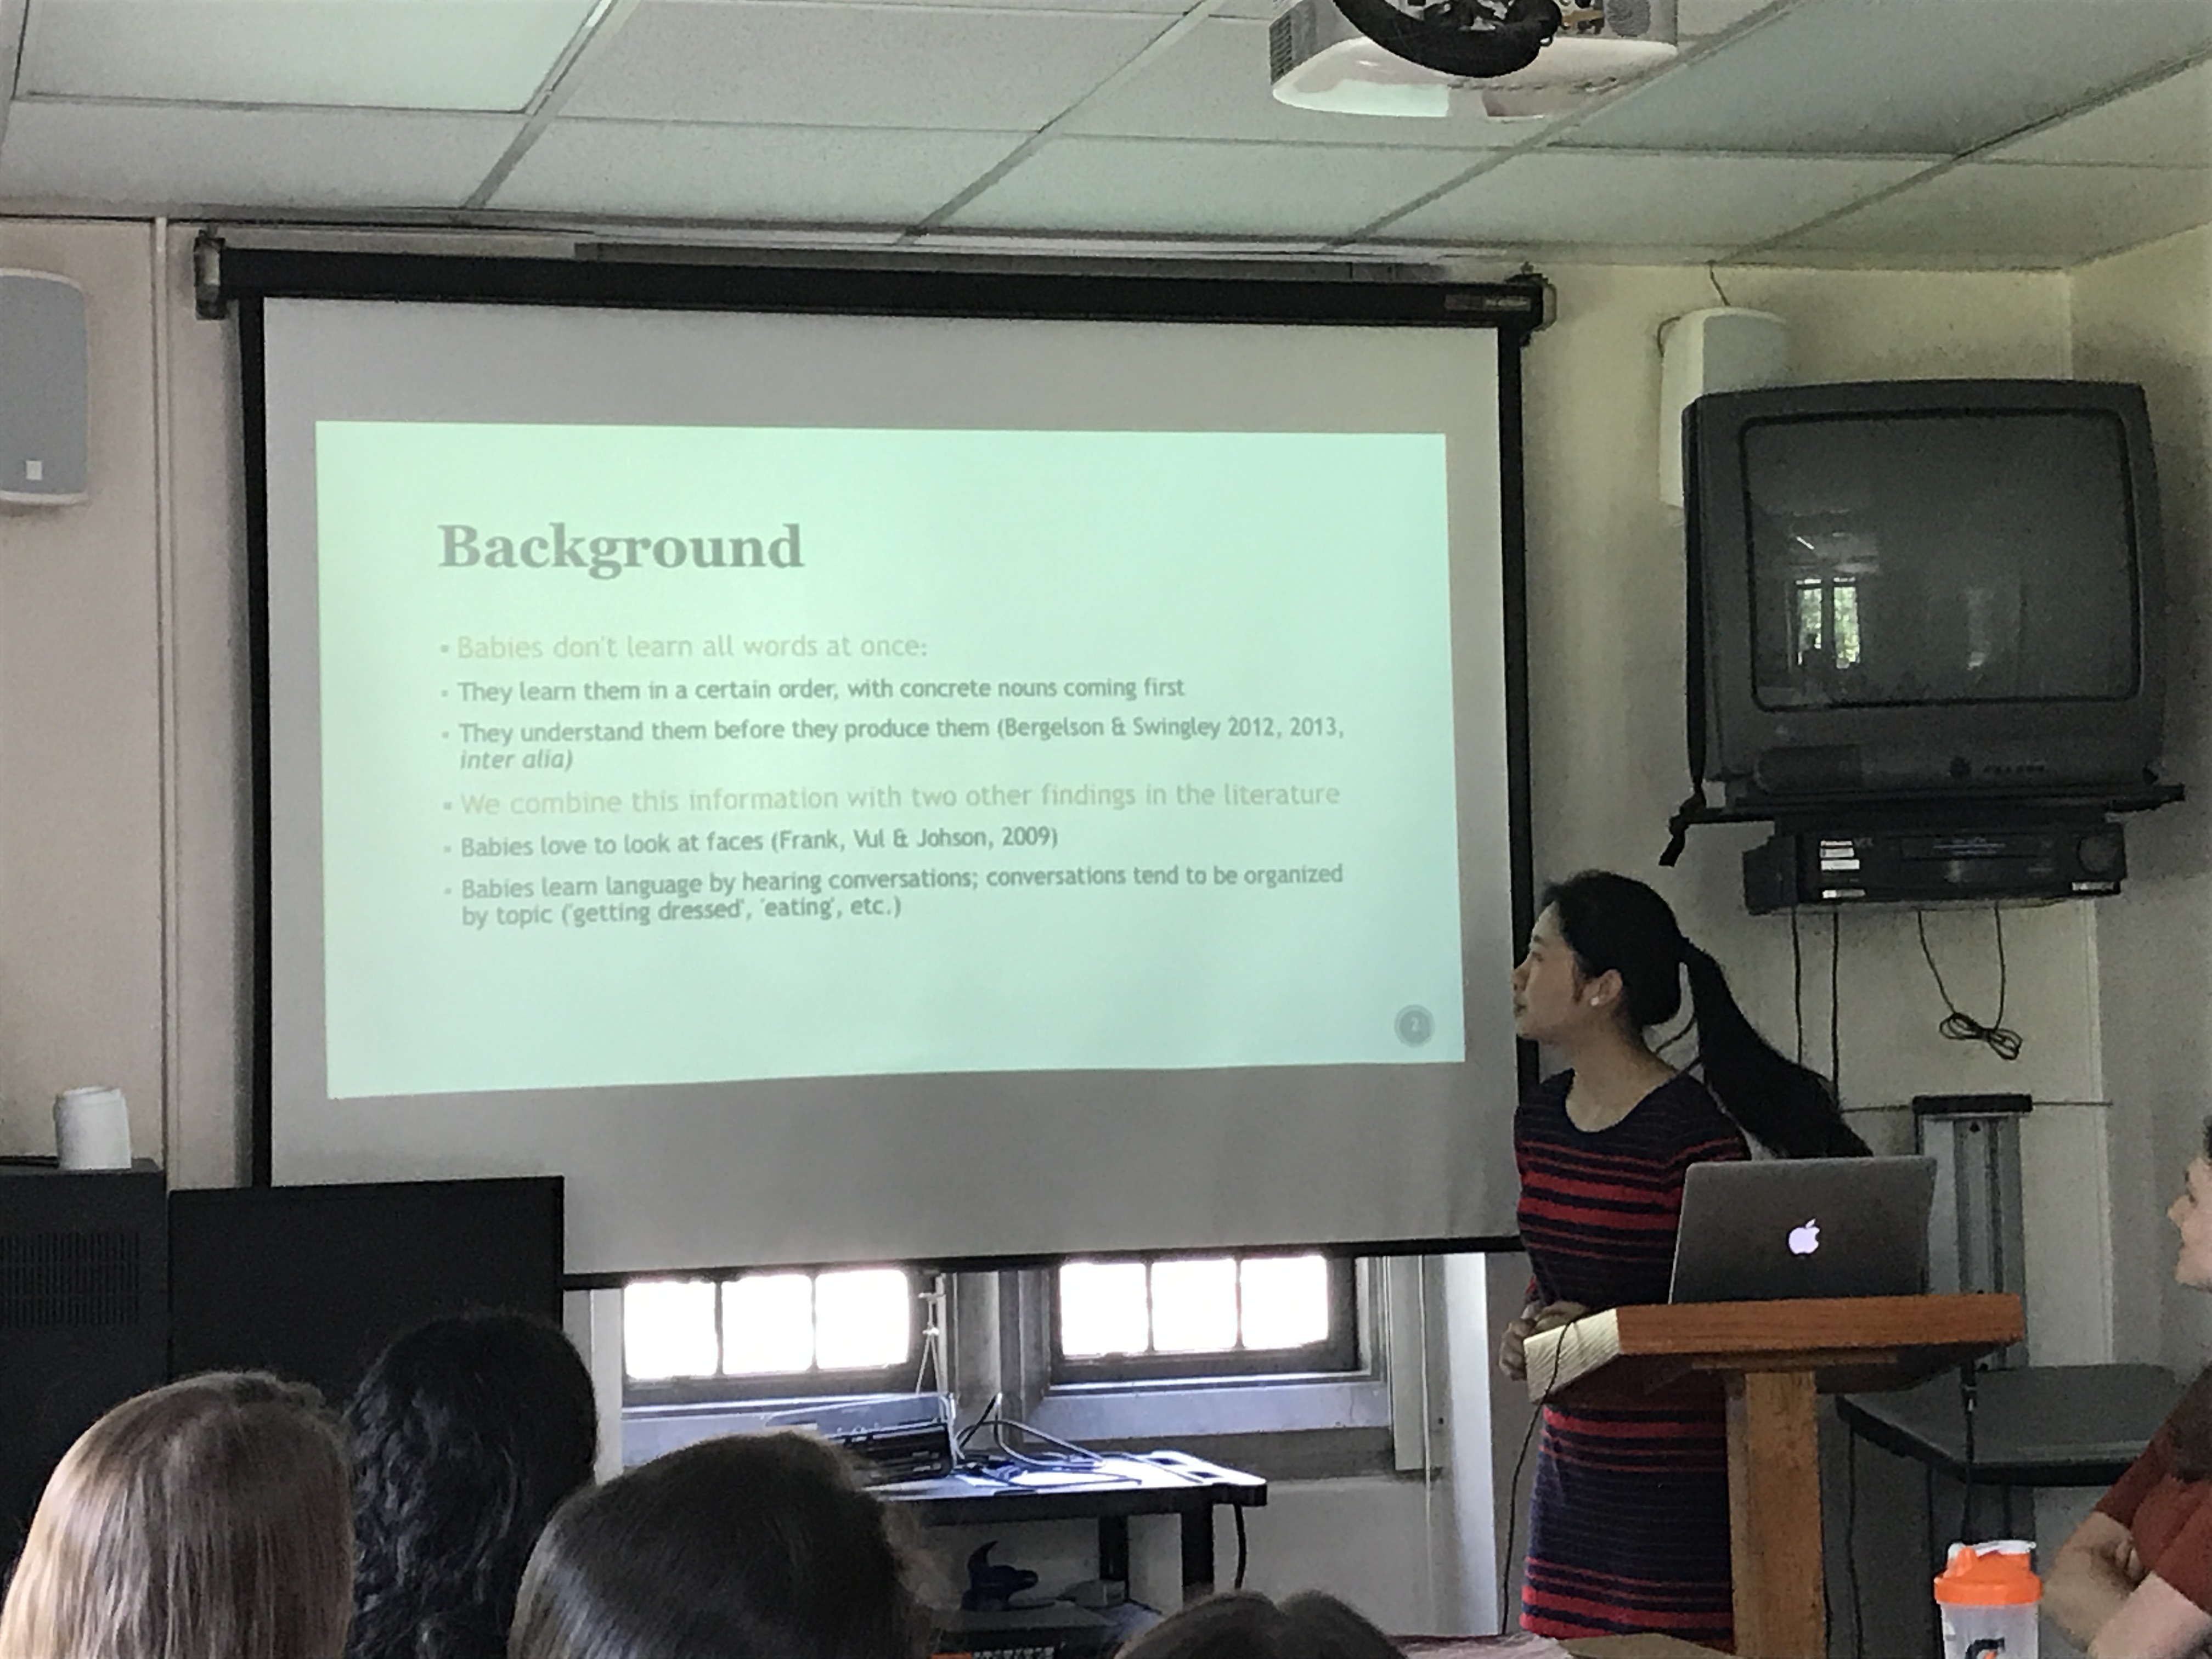 Background
▪ Babies don't learn all words at once:
▪ They learn them in a certain order, with concrete nouns coming first
▪ They understand them before they produce them (Bergelson & Swingley 2012, 2013,
inter alia)
▪ We combine this information with two other findings in the literature
▪ Babies love to look at faces (Frank, Vul & Johson, 2009)
▪ Babies learn language by hearing conversations; conversations tend to be organized
by topic ('getting dressed', 'eating', etc.)
2